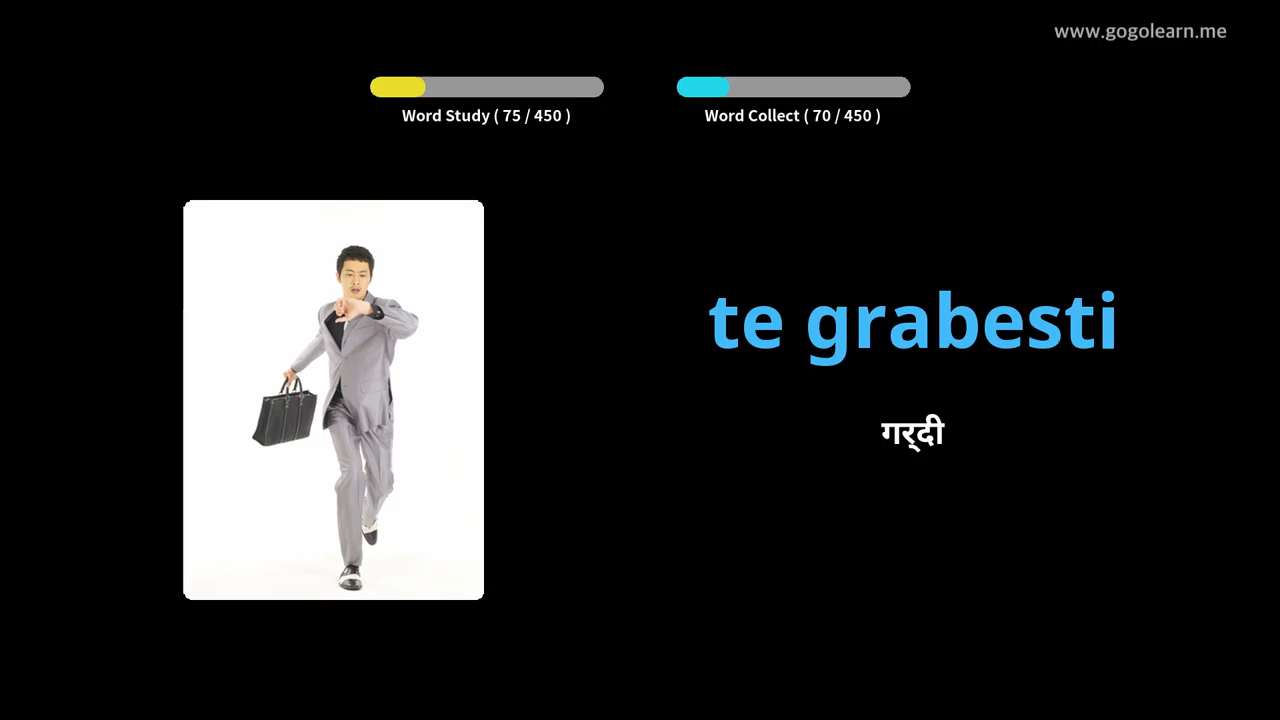 www.gogolearn.me
Word Study ( 75 / 450 )
Word Collect ( 70 / 450 )
te grabesti
गर्‌दी